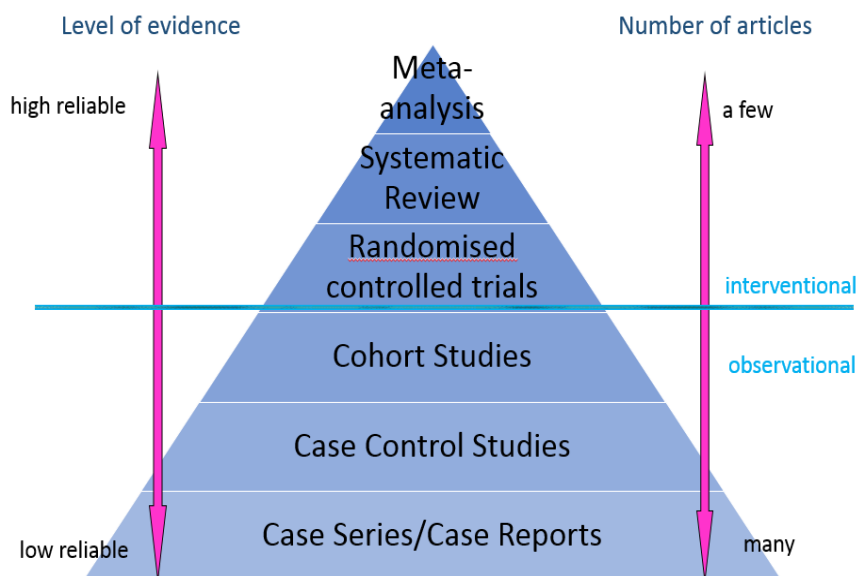 Level of evidence
Number of articles
high reliable
a few
Meta-
analysis
Systematic
Review
Randomised
controlled trials
interventional
Cohort Studies
observational
Case Control Studies
Case Series/Case Reports
low reliable
many